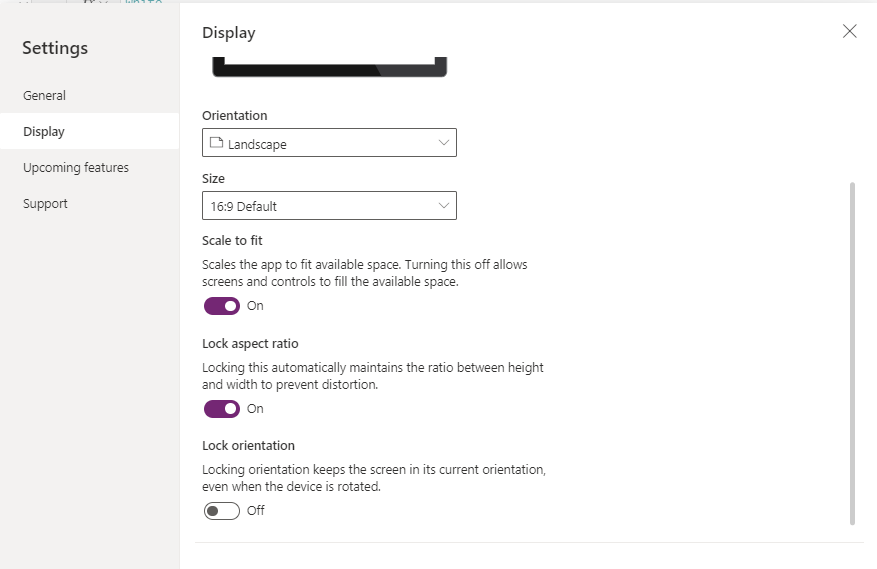 Settings
General
Display
Upcoming features
Support
Display
Orientation
Landscape
Size
16:9 Default
Scale to fit
Scales the app to fit available space. Turning this off allows
screens and controls to fill the available space.
On
Lock aspect ratio
Locking this automatically maintains the ratio between height
and width to prevent distortion.
On
Lock orientation
Locking orientation keeps the screen in its current orientation,
even when the device is rotated.
Off